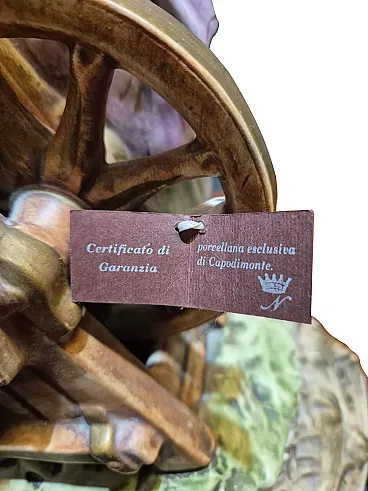 Certificato di
Garanzia
porcellana esclusiva
di Capodimonte.
N